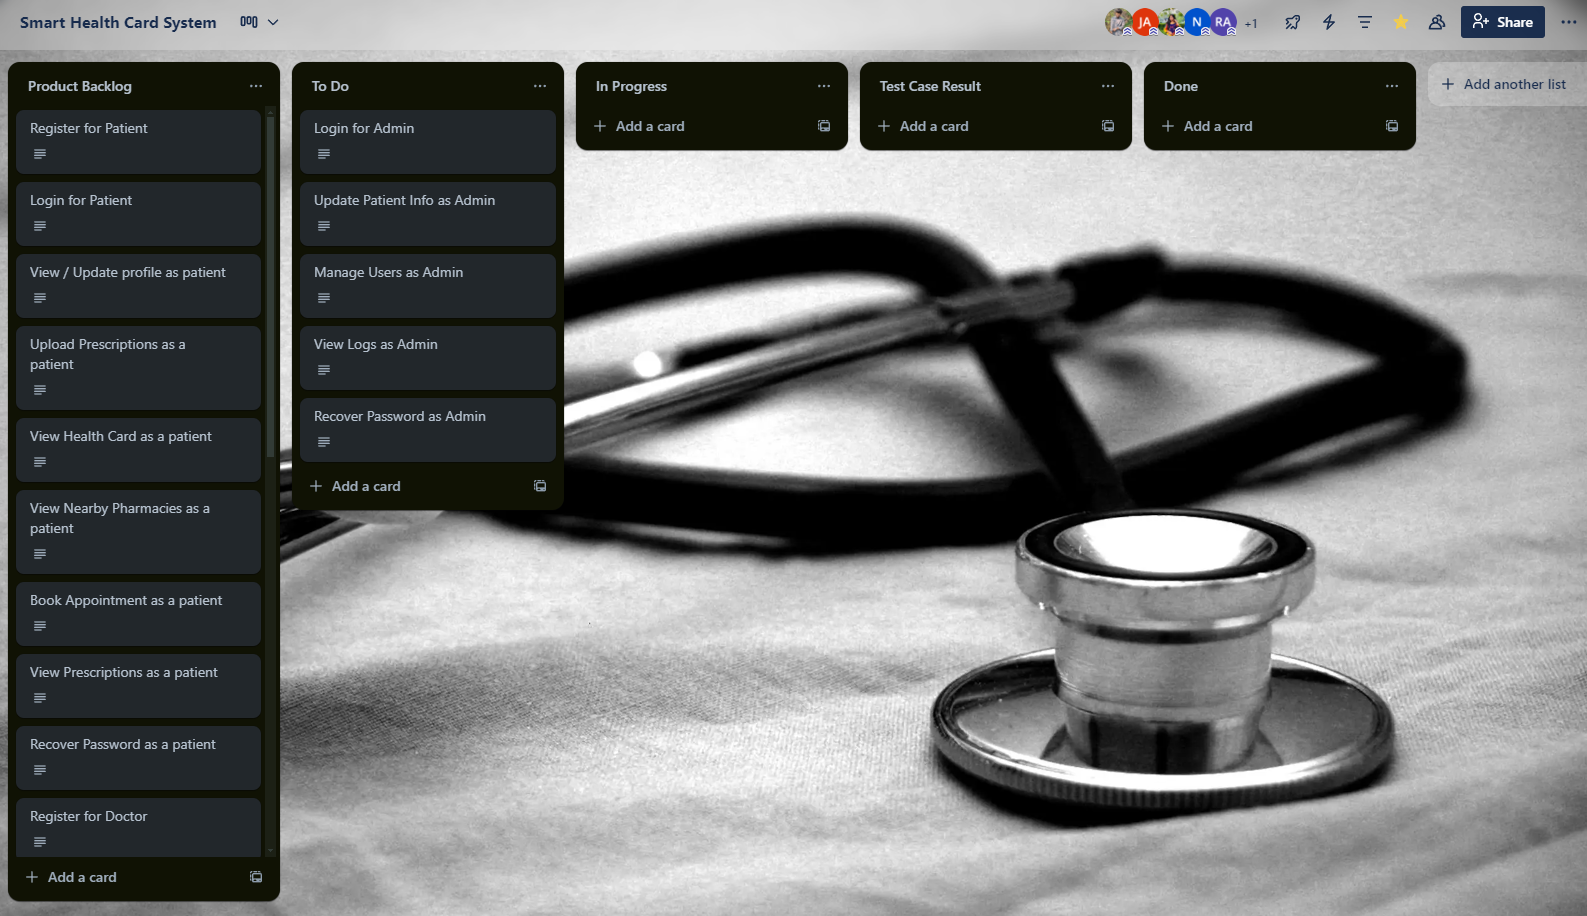 Smart Health Card System
JA
N
RA
+1
Share
Product Backlog
Register for Patient
Login for Patient
View / Update profile as patient
Upload Prescriptions as a
patient
View Health Card as a patient
View Nearby Pharmacies as a
patient
Book Appointment as a patient
View Prescriptions as a patient
Recover Password as a patient
Register for Doctor
Add a card
To Do
Login for Admin
Update Patient Info as Admin
Manage Users as Admin
View Logs as Admin
Recover Password as Admin
Add a card
In Progress
Add a card
Test Case Result
Add a card
Done
Add a card
Add another list